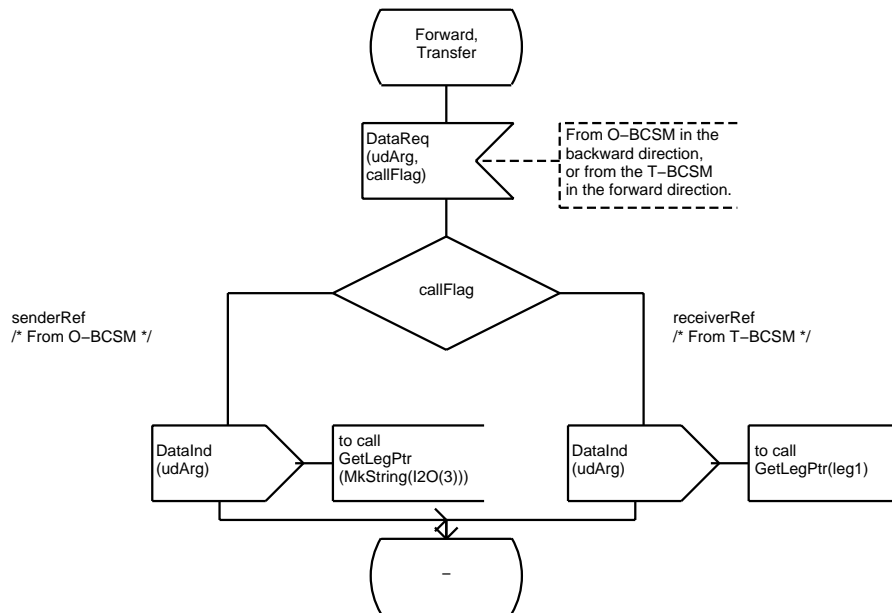 Forward,
Transfer
DataReq
(udArg,
callFlag)
From O−BCSM in the
backward direction,
or from the T−BCSM
in the forward direction.
callFlag
senderRef
/* From O−BCSM */
receiverRef
/* From T−BCSM */
DataInd
(udArg)
to call
GetLegPtr
(MkString(I2O(3)))
DataInd
(udArg)
to call
GetLegPtr(leg1)
−